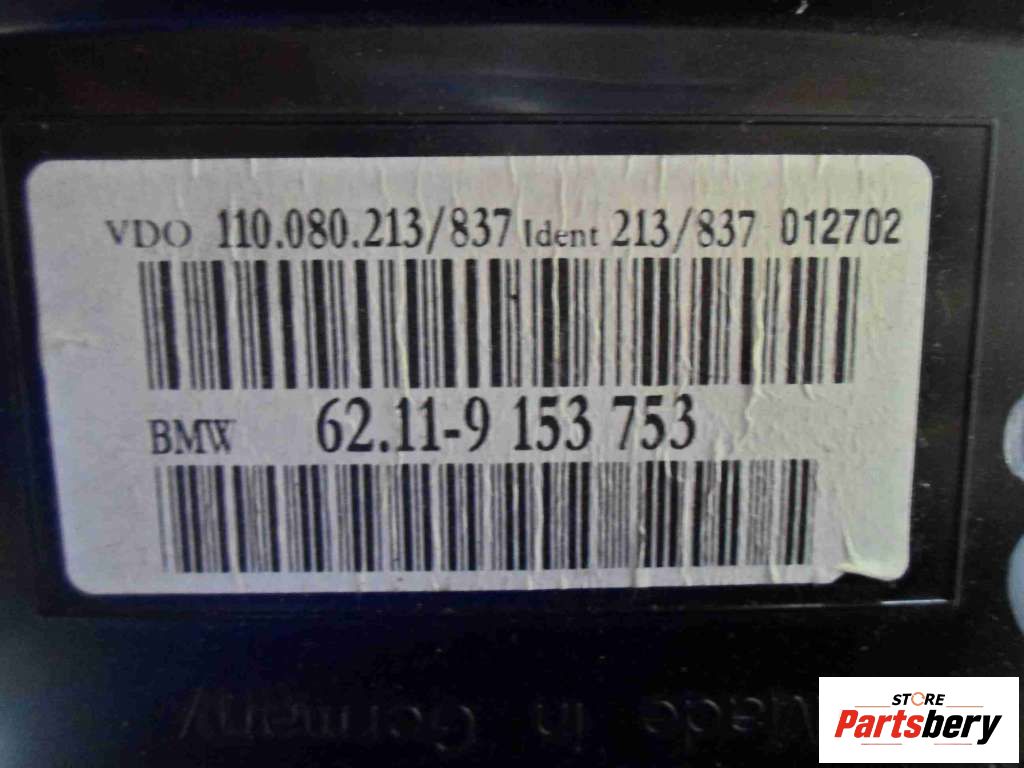 VDO 110.080.213/837 Ident 213/837 012702
BMW 62.11-9 153 753
Made in Germany
STORE
Partsbery